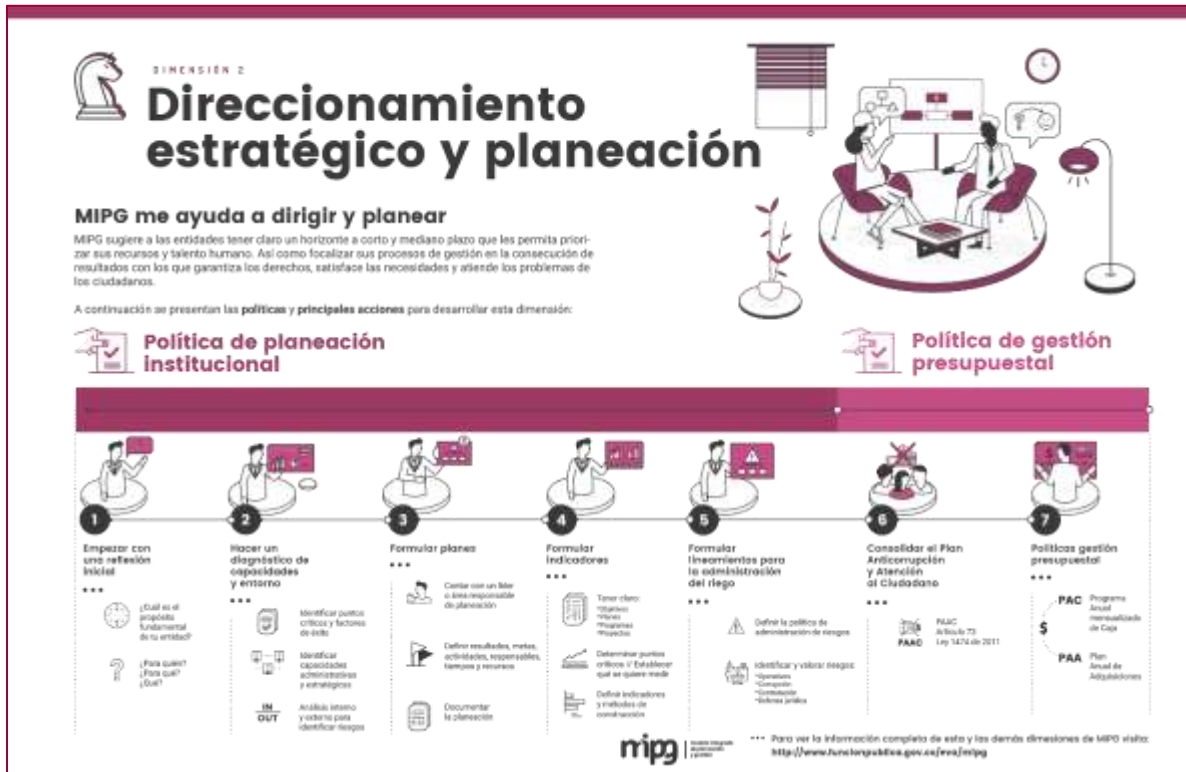 DIMENSIÓN 2
Direccionamiento
estratégico y planeación
MIPG me ayuda a dirigir y planear
MIPG sugiere a las entidades tener claro un horizonte a corto y mediano plazo que les permita priori-
zar sus recursos y talento humano. Así como focalizar sus procesos de gestión en la consecución de
resultados con los que garantiza los derechos, satisface las necesidades y atiende los problemas de
los ciudadanos.
A continuación se presentan las políticas y principales acciones para desarrollar esta dimensión:
Política de planeación
institucional
Política de gestión
presupuestal
1
Empezar con
una reflexión
inicial
¿Cuál es el
propósito
fundamental
de tu entidad?
¿Para quién?
¿Para qué?
¿Qué?
2
Hacer un
diagnóstico de
capacidades
y entorno
Identificar puntos
críticos y factores
de éxito
Identificar
capacidades
administrativas
y estratégicas
IN
OUT
Análisis interno
y externo para
identificar riesgos
3
Formular planes
Contar con un líder
o área responsable
de planeación
Definir resultados, metas,
actividades, responsables,
tiempos y recursos
Documentar
la planeación
4
Formular
indicadores
Tener claro:
*Objetivos
*Planes
*Programas
*Proyectos
Determinar puntos
críticos // Establecer
qué se quiere medir
Definir indicadores
y métodos de
construcción
5
Formular
lineamientos para
la administración
del riego
Definir la política de
administración de riesgos
Identificar y valorar riesgos:
*Operativos
*Corrupción
*Contratación
*Defensa jurídica
6
Consolidar el Plan
Anticorrupción
y Atención
al Ciudadano
PAAC
PAAC
Artículo 73
Ley 1474 de 2011
7
Políticas gestión
presupuestal
PAC
Programa
Anual
mensualizado
de Caja
$
PAA
Plan
Anual de
Adquisiciones
mipg
modelo integrado
de planeación
y gestión
Para ver la información completa de esta y las demás dimesiones de MIPG visita:
http://www.funcionpublica.gov.co/eva/mipg